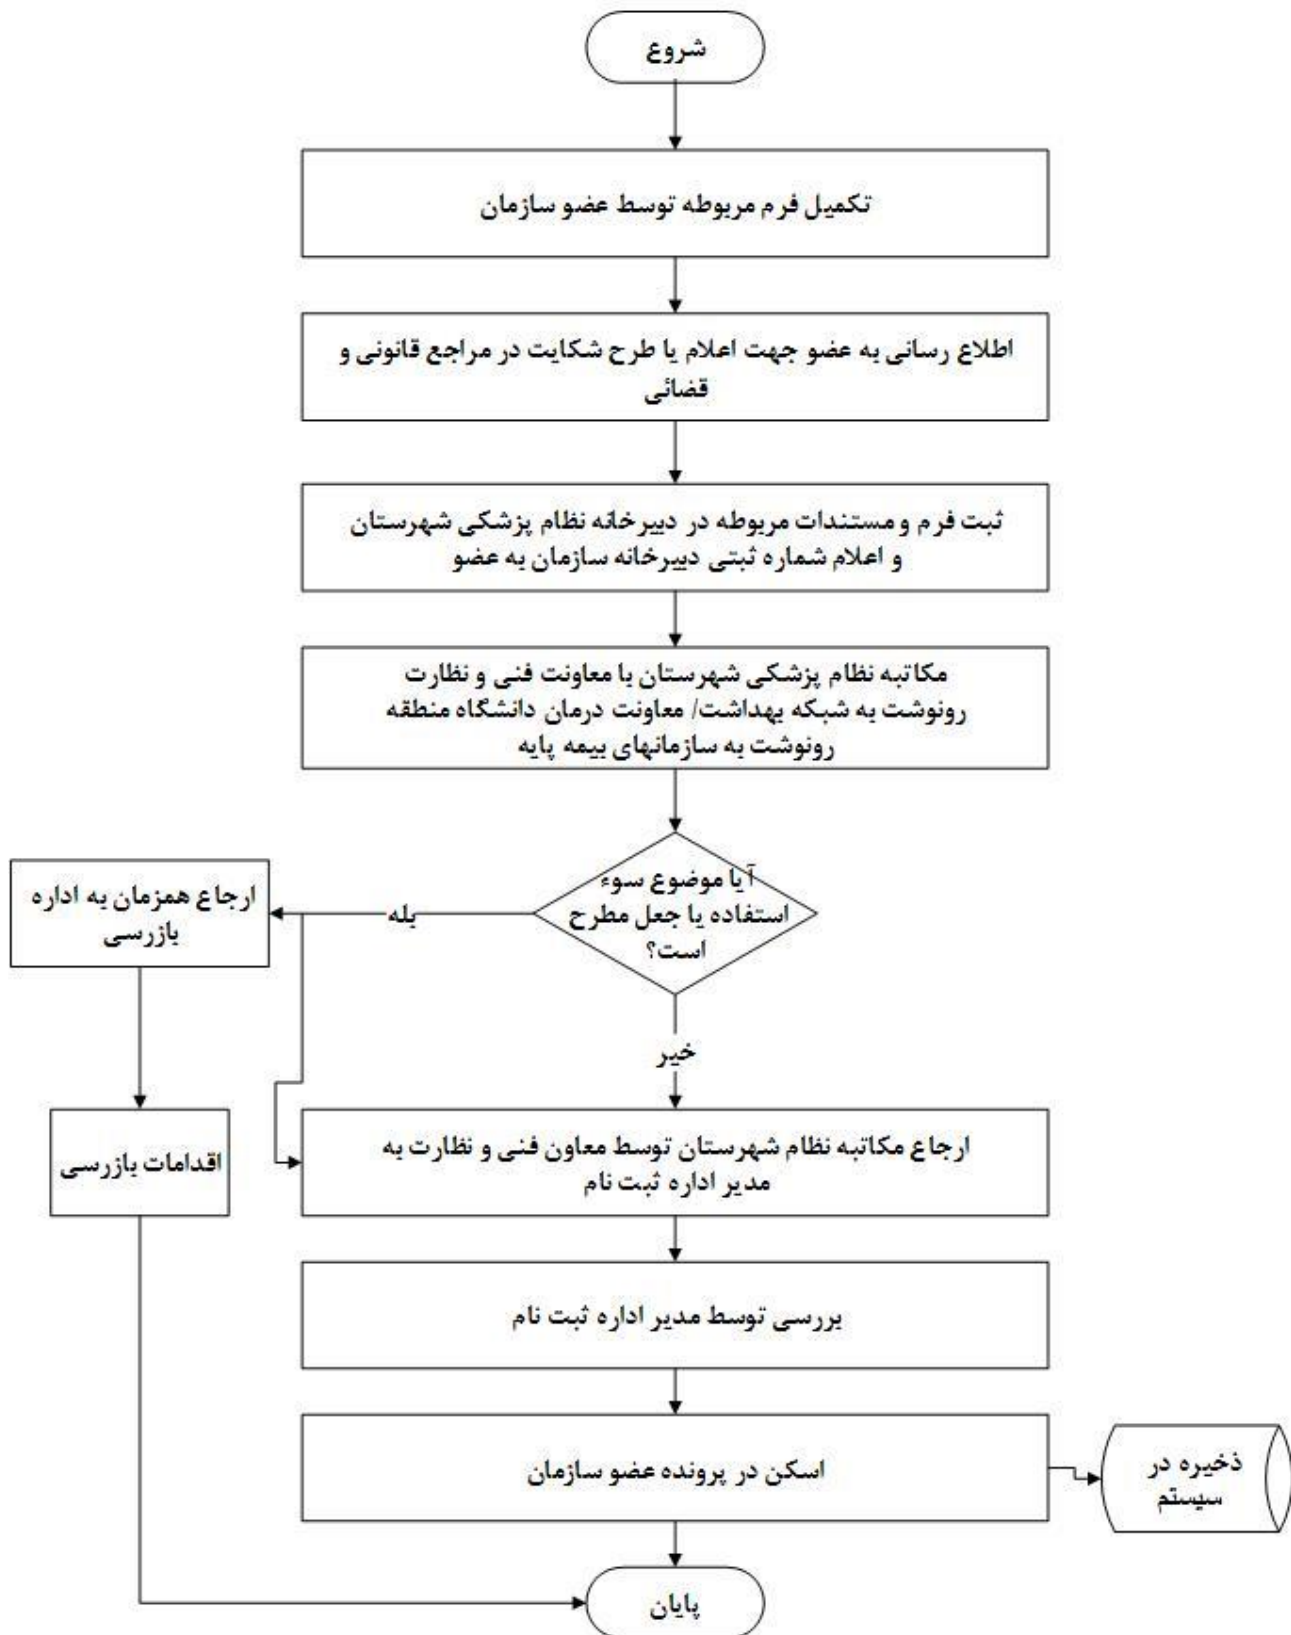 شروع
تکمیل فرم مربوطه توسط عضو سازمان
اطلاع رسانی به عضو جهت اعلام یا طرح شکایت در مراجع قانونی و
قضائی
ثبت فرم و مستندات مربوطه در دبیرخانه نظام پزشکی شهرستان
و اعلام شماره ثبتی دبیرخانه سازمان به عضو
مکاتبه نظام پزشکی شهرستان با معاونت فنی و نظارت
رونوشت به شبکه بهداشت/ معاونت درمان دانشگاه منطقه
رونوشت به سازمانهای بیمه پایه
آیا موضوع سوء
استفاده یا جعل مطرح
است؟
بله
ارجاع همزمان به اداره
بازرسی
خیر
اقدامات بازرسی
ارجاع مکاتبه نظام شهرستان توسط معاون فنی و نظارت به
مدیر اداره ثبت نام
بررسی توسط مدیر اداره ثبت نام
اسکن در پرونده عضو سازمان
ذخیره در
سیستم
پایان